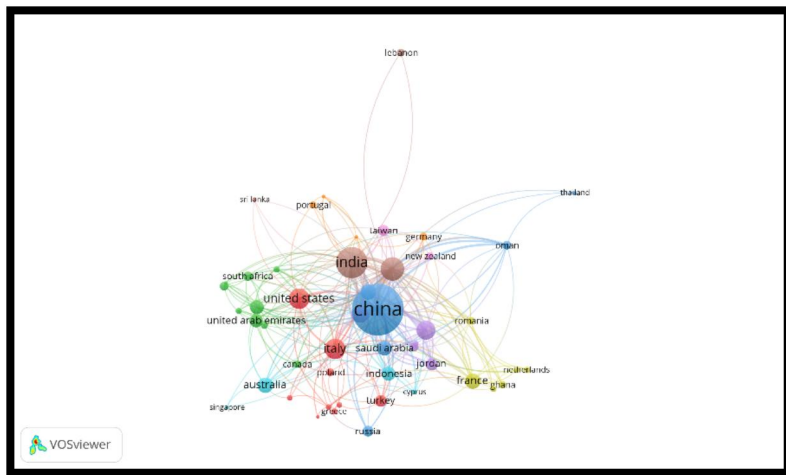 lebanon
thailand
sri lanka
portugal
taiwan
germany
oman
new zealand
india
south africa
united states
china
united arab emirates
romania
italy
saudi arabia
jordan
canada
poland
indonesia
netherlands
france
ghana
australia
cyprus
turkey
singapore
greece
russia
VOSviewer